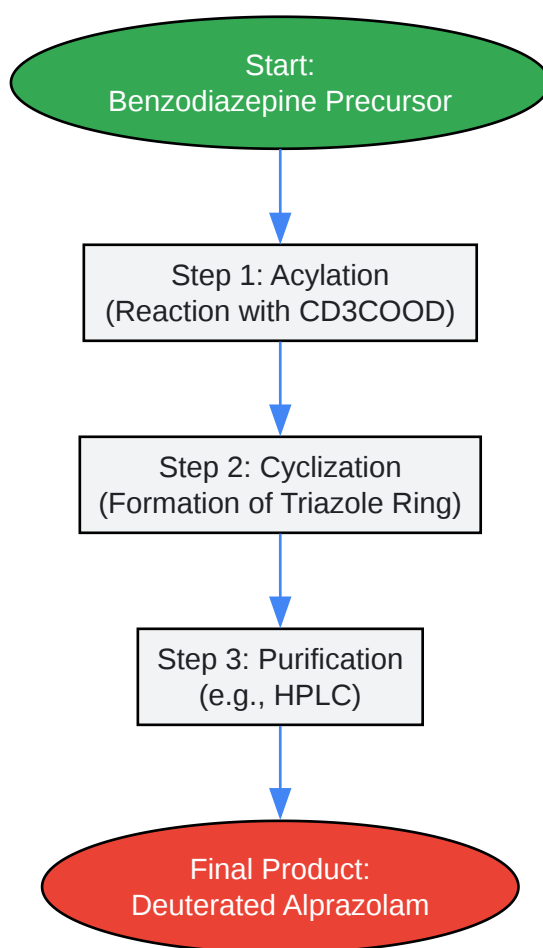 Start:
Benzodiazepine Precursor
Step 1: Acylation
(Reaction with CD3COOD)
Step 2: Cyclization
(Formation of Triazole Ring)
Step 3: Purification
(e.g., HPLC)
Final Product:
Deuterated Alprazolam